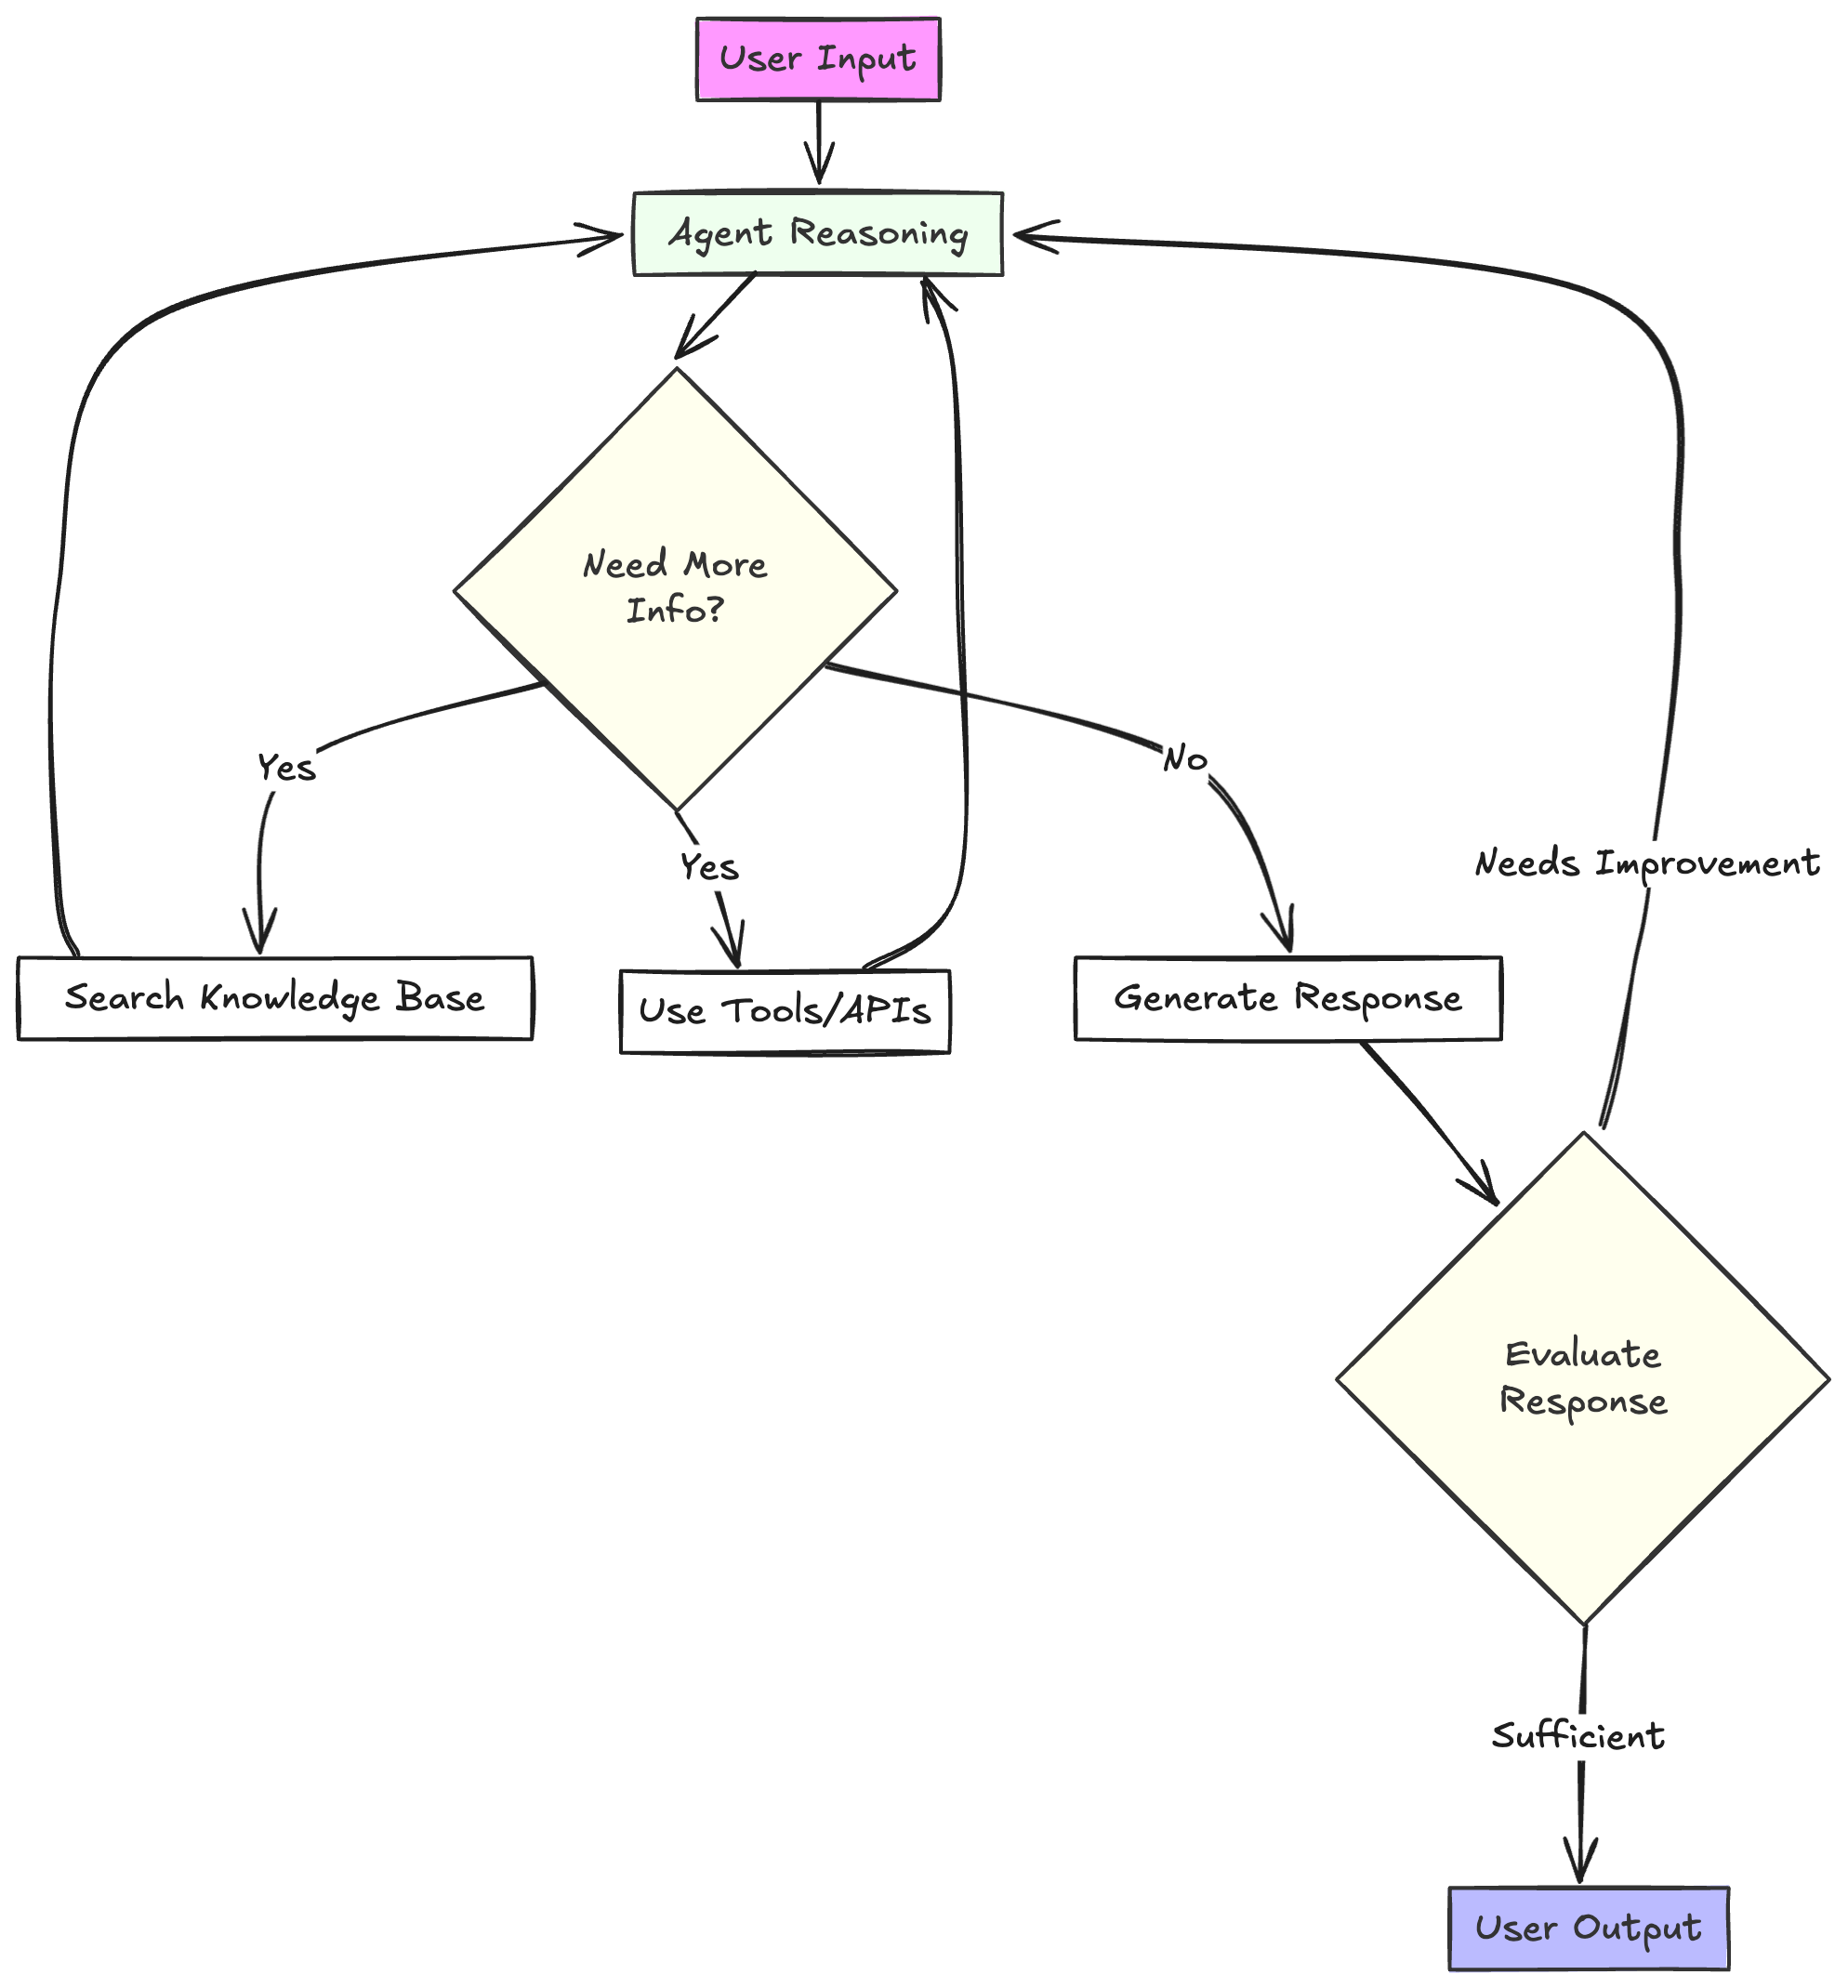 User Input
Agent Reasoning
Need More
Info?
Yes
No
Yes
Needs Improvement
Search Knowledge Base
Use Tools/APIs
Generate Response
Evaluate
Response
Sufficient
User Output